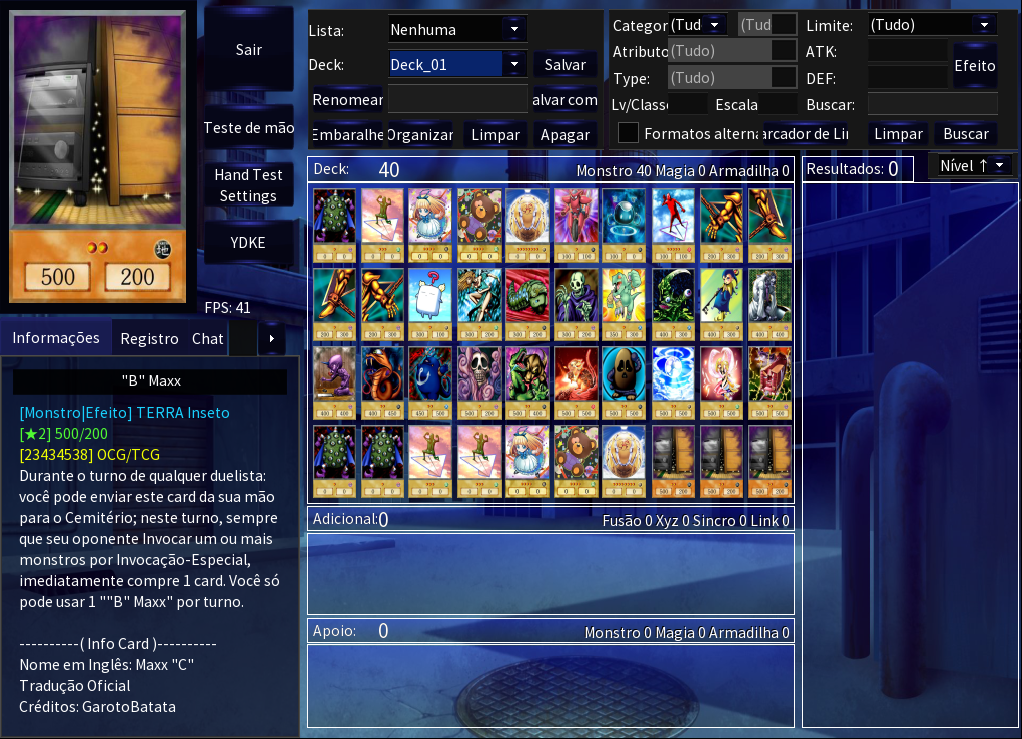 500 200
Sair
Teste de mão
Hand Test
Settings
YDKE
FPS: 41
Lista: Nenhuma
Deck: Deck_01 Salvar
Renomear alvar com
Embaralhe Organizar Limpar Apagar
Categor (Tud (Tud Limite: (Tudo)
Atributo (Tudo) ATK: Efeito
Type: (Tudo) DEF:
Lv/Classe Escala Buscar:
Formatos alterna arcador de Li Limpar Buscar
Deck: 40 Monstro 40 Magia 0 Armadilha 0
Resultados: 0 Nível ↑
Informações Registro Chat
"B" Maxx
[Monstro|Efeito] TERRA Inseto
[★2] 500/200
[23434538] OCG/TCG
Durante o turno de qualquer duelista:
você pode enviar este card da sua mão
para o Cemitério; neste turno, sempre
que seu oponente Invocar um ou mais
monstros por Invocação-Especial,
imediatamente compre 1 card. Você só
pode usar 1 ""B" Maxx" por turno.
----------( Info Card )----------
Nome em Inglês: Maxx "C"
Tradução Oficial
Créditos: GarotoBatata
Adicional: 0 Fusão 0 Xyz 0 Sincro 0 Link 0
Apoio: 0 Monstro 0 Magia 0 Armadilha 0